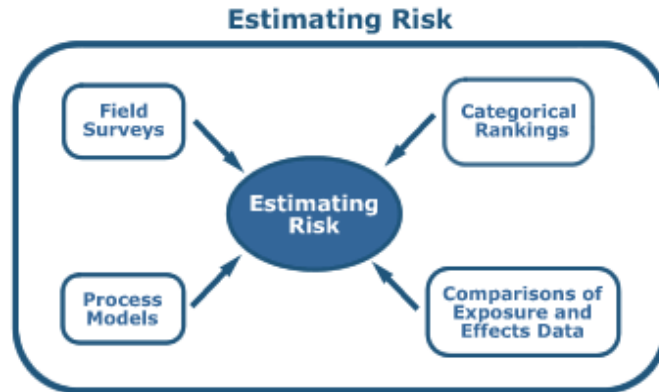 Estimating Risk
Field
Surveys
Categorical
Rankings
Estimating
Risk
Process
Models
Comparisons of
Exposure and
Effects Data